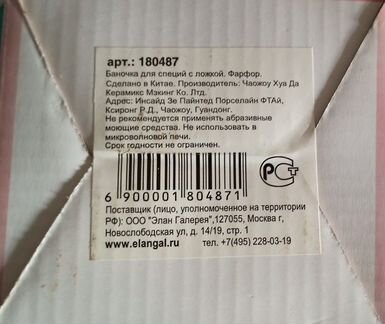 арт.: 180487
Баночка для специй с ложкой. Фарфор.
Сделано в Китае. Производитель: Чаожоу Хуа Да
Керамикс Мэкинг Ко. Лтд.
Адрес: Инсайд Зе Пайнтед Порселайн ФТАй,
Ксиронг Р.Д., Чаожоу, Гуандонг.
Не рекомендуется применять абразивные
моющие средства. Не использовать в
микроволновой печи.
Срок годности не ограничен.
РСТ
6 900001 804871
Поставщик (лицо, уполномоченное на территории
РФ): ООО "Элан Галерея",127055, Москва г,
Новослободская ул, д. 14/19, стр. 1
www.elangal.ru тел. +7(495) 228-03-19